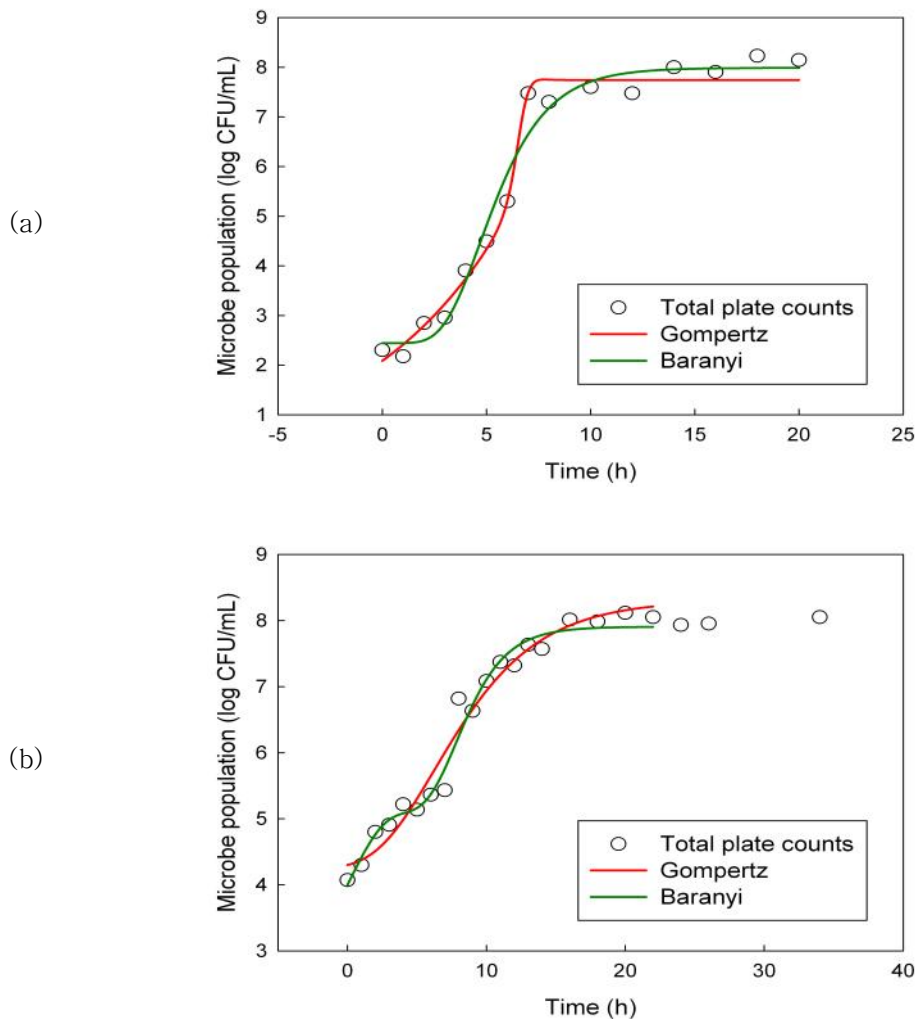 (a)
Microbe population (log CFU/mL)
9
8
7
6
5
4
3
2
1
-5 0 5 10 15 20 25
Time (h)
Total plate counts
Gompertz
Baranyi
(b)
Microbe population (log CFU/mL)
9
8
7
6
5
4
3
0 10 20 30 40
Time (h)
Total plate counts
Gompertz
Baranyi